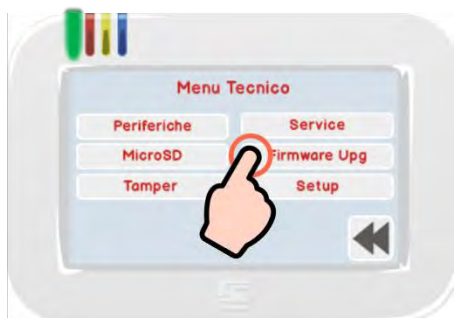 Menu Tecnico
Periferiche Service
MicroSD Firmware Upg
Tamper Setup